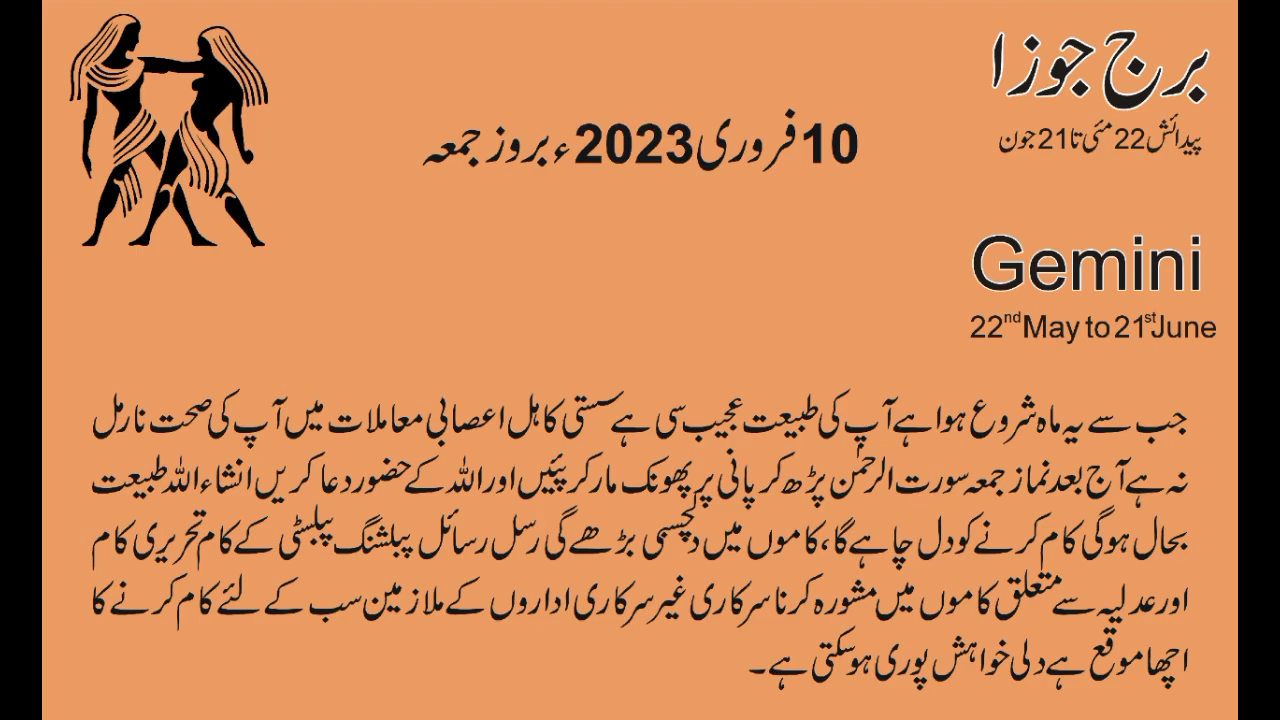 برج جوزا
پیدائش 22 مئی تا 21 جون
10 فروری 2023ء بروز جمعہ
Gemini
22nd May to 21st June
جب سے یہ ماہ شروع ہوا ہے آپ کی طبیعت عجیب سی ہے سستی کاہل اعصابی معاملات میں آپ کی صحت نارمل
نہ ہے آج بعد نماز جمعہ سورت الرحمٰن پڑھ کر پانی پر پھونک مار کر پئیں اور اللہ کے حضور دعا کریں انشاء اللہ طبیعت
بحال ہوگی کام کرنے کو دل چاہے گا، کاموں میں دلچسی بڑھے گی رسل رسائل پبلشنگ پبلسٹی کے کام تحریری کام
اور عدلیہ سے متعلق کاموں میں مشورہ کرنا سرکاری غیر سرکاری اداروں کے ملازمین سب کے لئے کام کرنے کا
اچھا موقع ہے دلی خواہش پوری ہوسکتی ہے۔